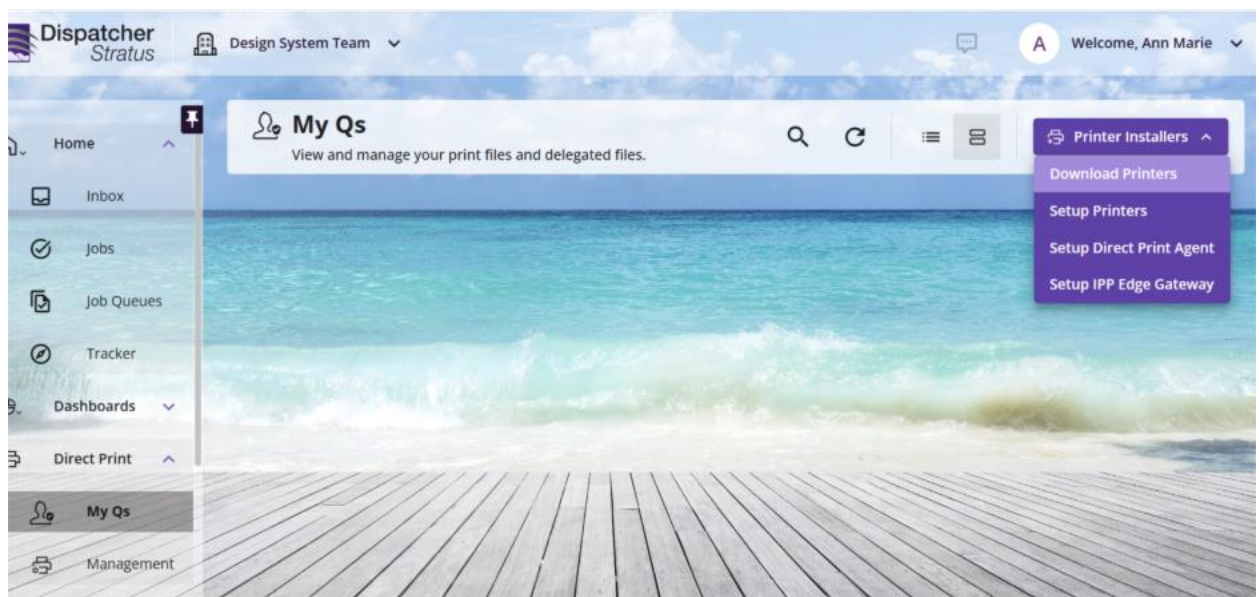 Dispatcher
Stratus
Design System Team
A
Welcome, Ann Marie
Home
Inbox
Jobs
Job Queues
Tracker
Dashboards
Direct Print
My Qs
Management
My Qs
View and manage your print files and delegated files.
Printer Installers
Download Printers
Setup Printers
Setup Direct Print Agent
Setup IPP Edge Gateway